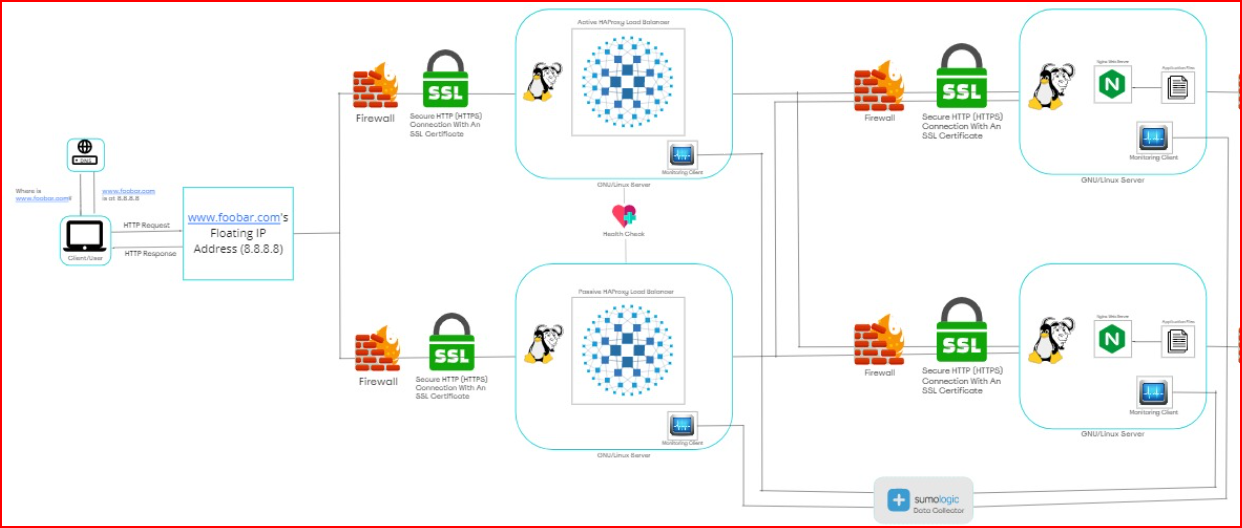 Active HAProxy Load Balancer
SSL
Firewall
Secure HTTP (HTTPS)
Connection With An
SSL Certificate
Monitoring Client
GNU/Linux Server
SSL
Firewall
Secure HTTP (HTTPS)
Connection With An
SSL Certificate
Nginx Web Server
N
Application Files
Monitoring Client
GNU/Linux Server
DNS
Where is
www.foobar.com?
www.foobar.com
is at 8.8.8.8
Client/User
HTTP Request
HTTP Response
www.foobar.com's
Floating IP
Address (8.8.8.8)
Health Check
Passive HAProxy Load Balancer
SSL
Firewall
Secure HTTP (HTTPS)
Connection With An
SSL Certificate
Monitoring Client
GNU/Linux Server
SSL
Firewall
Secure HTTP (HTTPS)
Connection With An
SSL Certificate
Nginx Web Server
N
Application Files
Monitoring Client
GNU/Linux Server
sumologic
Data Collector